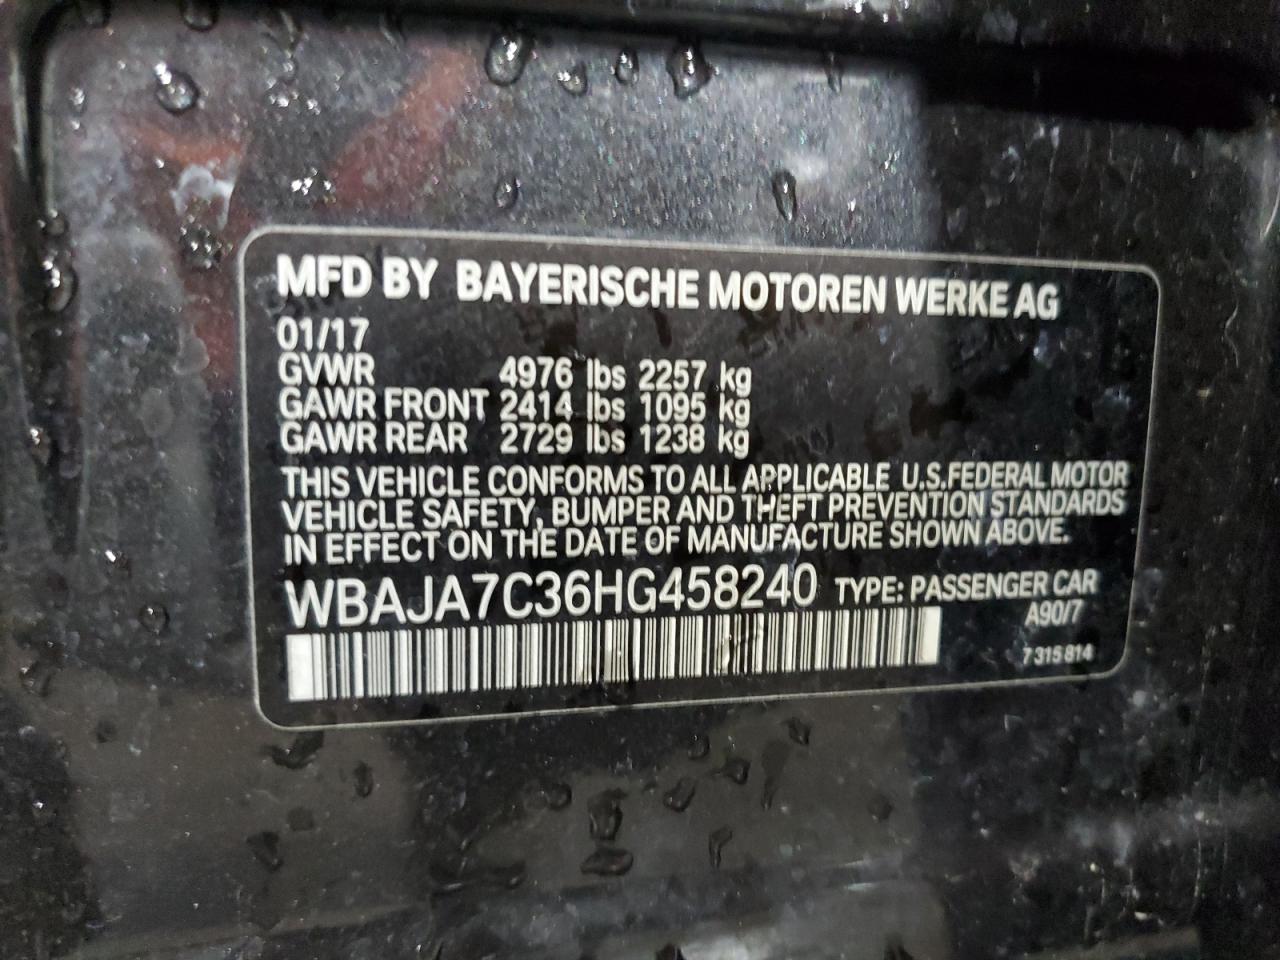 MFD BY BAYERISCHE MOTOREN WERKE AG
01/17
GVWR 4976 lbs 2257 kg
GAWR FRONT 2414 lbs 1095 kg
GAWR REAR 2729 lbs 1238 kg
THIS VEHICLE CONFORMS TO ALL APPLICABLE U.S.FEDERAL MOTOR
VEHICLE SAFETY, BUMPER AND THEFT PREVENTION STANDARDS
IN EFFECT ON THE DATE OF MANUFACTURE SHOWN ABOVE.
WBAJA7C36HG458240 TYPE: PASSENGER CAR
A90/7
7 315 814